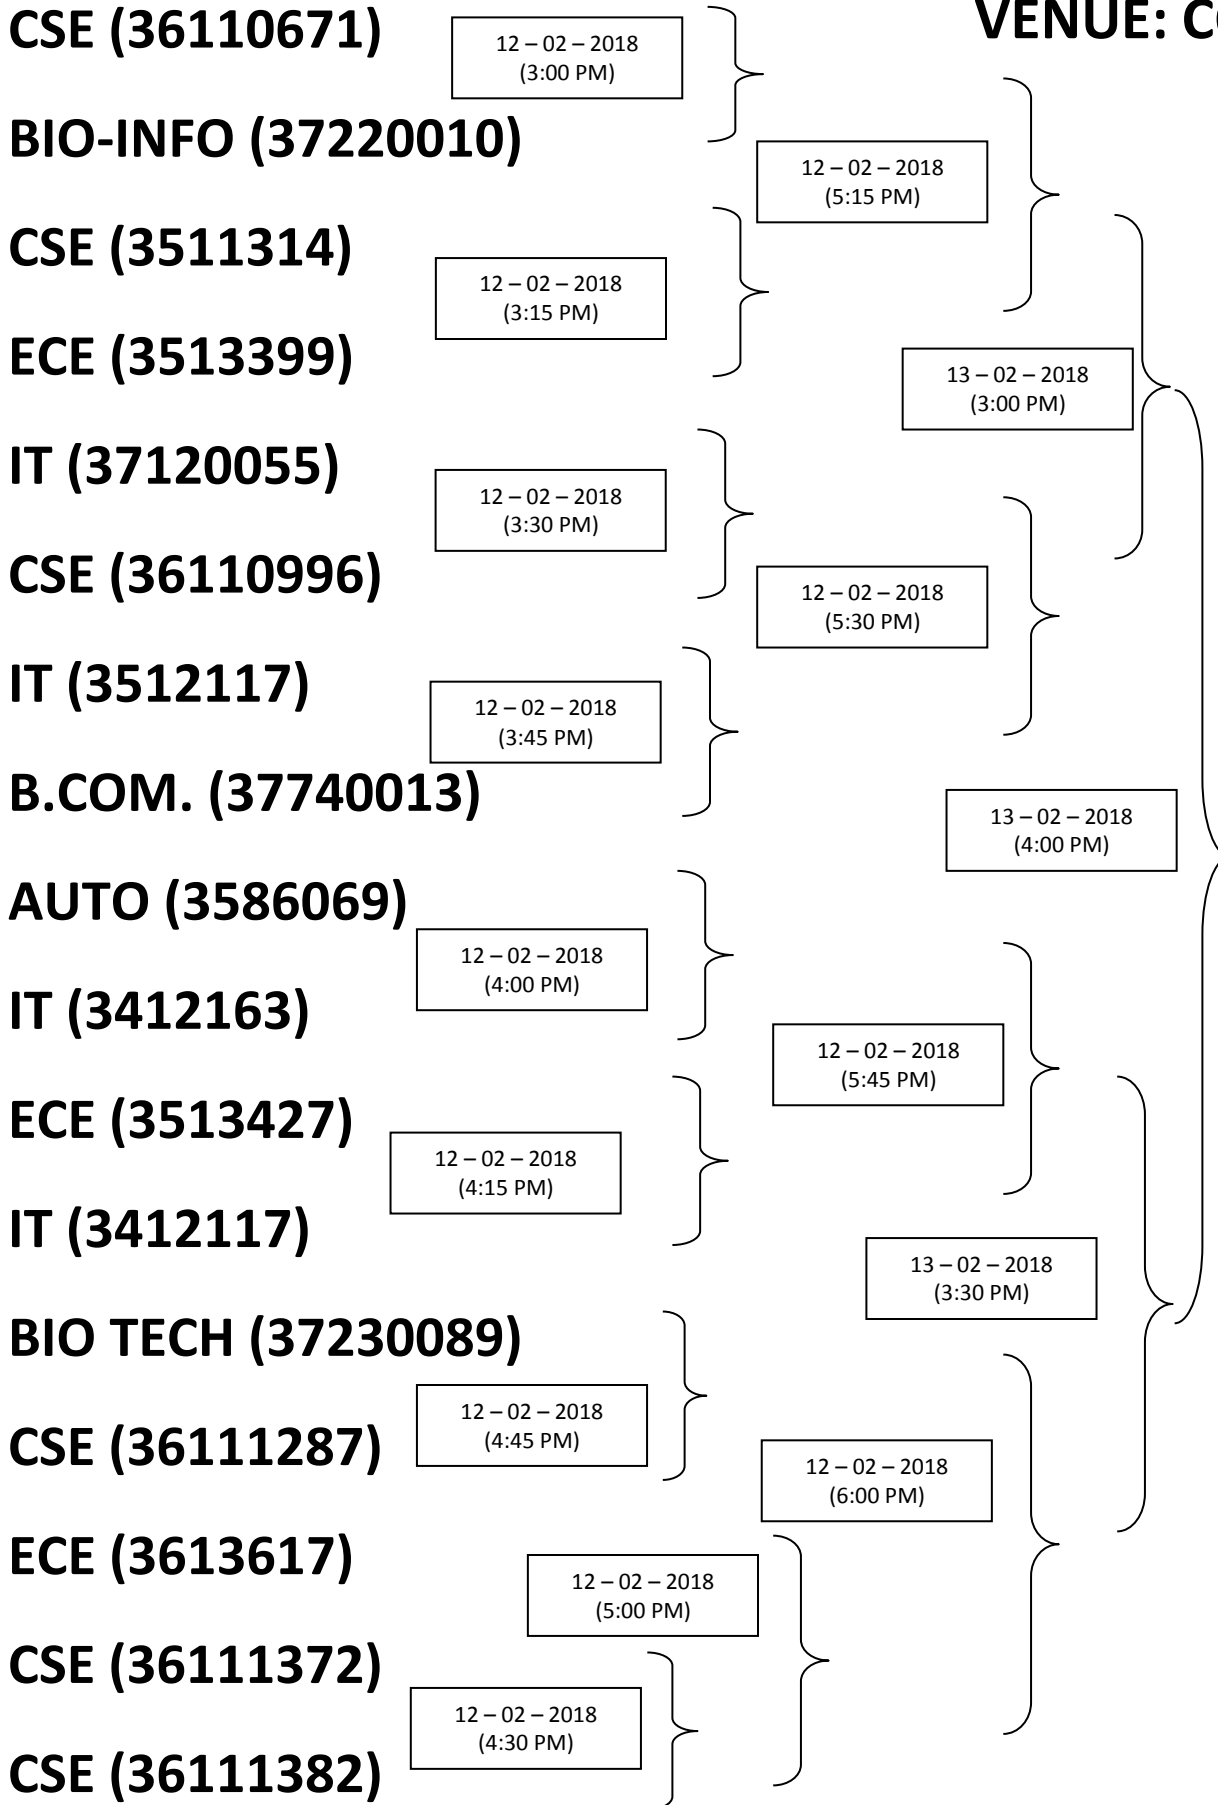 CSE (36110671)
12 – 02 – 2018
(3:00 PM)
VENUE:
BIO-INFO (37220010)
12 – 02 – 2018
(5:15 PM)
CSE (3511314)
12 – 02 – 2018
(3:15 PM)
ECE (3513399)
13 – 02 – 2018
(3:00 PM)
IT (37120055)
12 – 02 – 2018
(3:30 PM)
CSE (36110996)
12 – 02 – 2018
(5:30 PM)
IT (3512117)
12 – 02 – 2018
(3:45 PM)
B.COM. (37740013)
13 – 02 – 2018
(4:00 PM)
AUTO (3586069)
12 – 02 – 2018
(4:00 PM)
IT (3412163)
12 – 02 – 2018
(5:45 PM)
ECE (3513427)
12 – 02 – 2018
(4:15 PM)
IT (3412117)
13 – 02 – 2018
(3:30 PM)
BIO TECH (37230089)
12 – 02 – 2018
(4:45 PM)
CSE (36111287)
12 – 02 – 2018
(6:00 PM)
ECE (3613617)
12 – 02 – 2018
(5:00 PM)
CSE (36111372)
12 – 02 – 2018
(4:30 PM)
CSE (36111382)